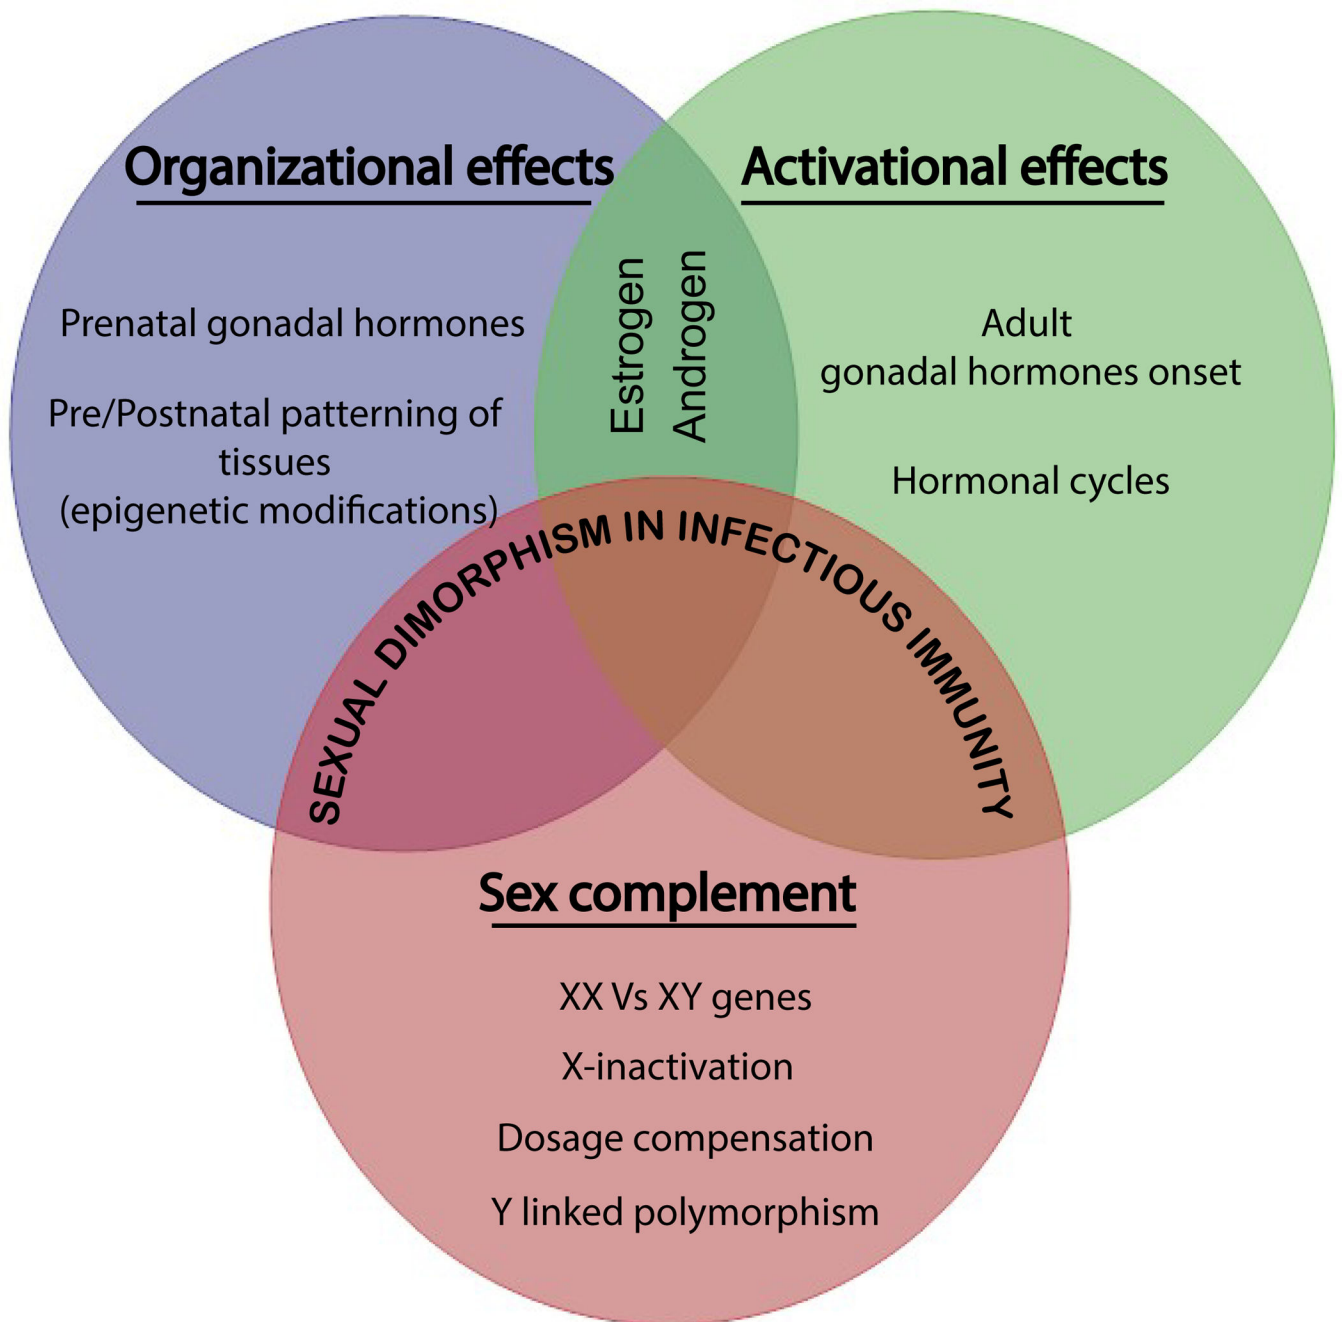 Organizational effects
Prenatal gonadal hormones
Pre/Postnatal patterning of
tissues
(epigenetic modifications)
Activational effects
Adult
gonadal hormones onset
Hormonal cycles
Estrogen
Androgen
SEXUAL DIMORPHISM IN INFECTIOUS IMMUNITY
Sex complement
XX Vs XY genes
X-inactivation
Dosage compensation
Y linked polymorphism